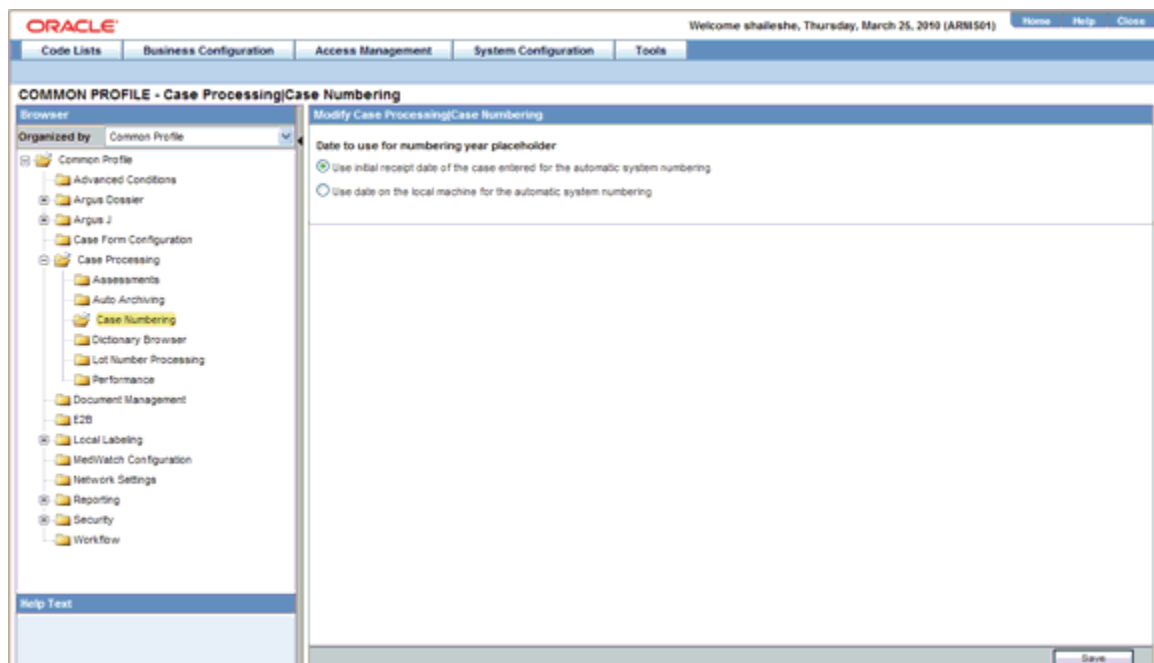 ORACLE
Welcome shaileshe, Thursday, March 25, 2010 (ARMIS01)
Home Help Close
Code Lists Business Configuration Access Management System Configuration Tools
COMMON PROFILE - Case Processing|Case Numbering
Browser
Organized by Common Profile
Common Profile
Advanced Conditions
Argus Dossier
Argus J
Case Form Configuration
Case Processing
Assessments
Auto Archiving
Case Numbering
Dictionary Browser
Lot Number Processing
Performance
Document Management
E2B
Local Labeling
MedWatch Configuration
Network Settings
Reporting
Security
Workflow
Help Text
Modify Case Processing|Case Numbering
Date to use for numbering year placeholder
Use initial receipt date of the case entered for the automatic system numbering
Use date on the local machine for the automatic system numbering
Save